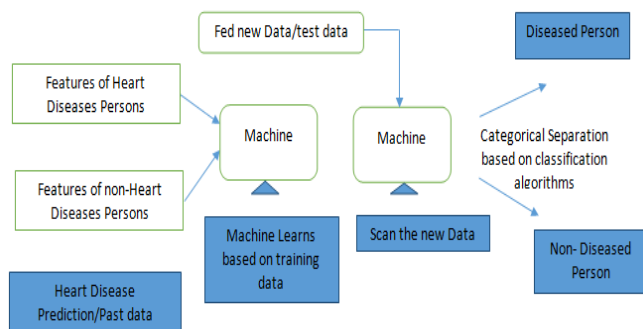 Fed new Data/test data
Diseased Person
Features of Heart
Diseases Persons
Machine
Machine
Categorical Separation
based on classification
algorithms
Features of non-Heart
Diseases Persons
Machine Learns
based on training
data
Scan the new Data
Non- Diseased
Person
Heart Disease
Prediction/Past data